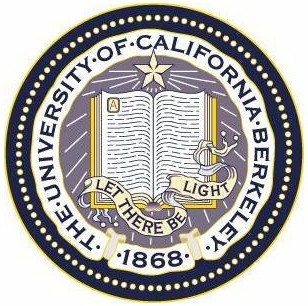 THE·UNIVERSITY·OF·CALIFORNIA·BERKELEY·
A
LET THERE BE LIGHT
·1868·